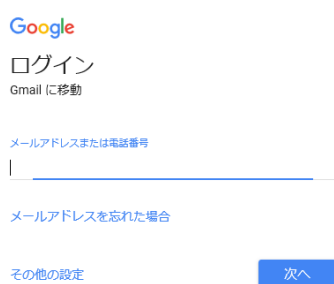 Google
ログイン
Gmail に移動
メールアドレスまたは電話番号
メールアドレスを忘れた場合
その他の設定
次へ